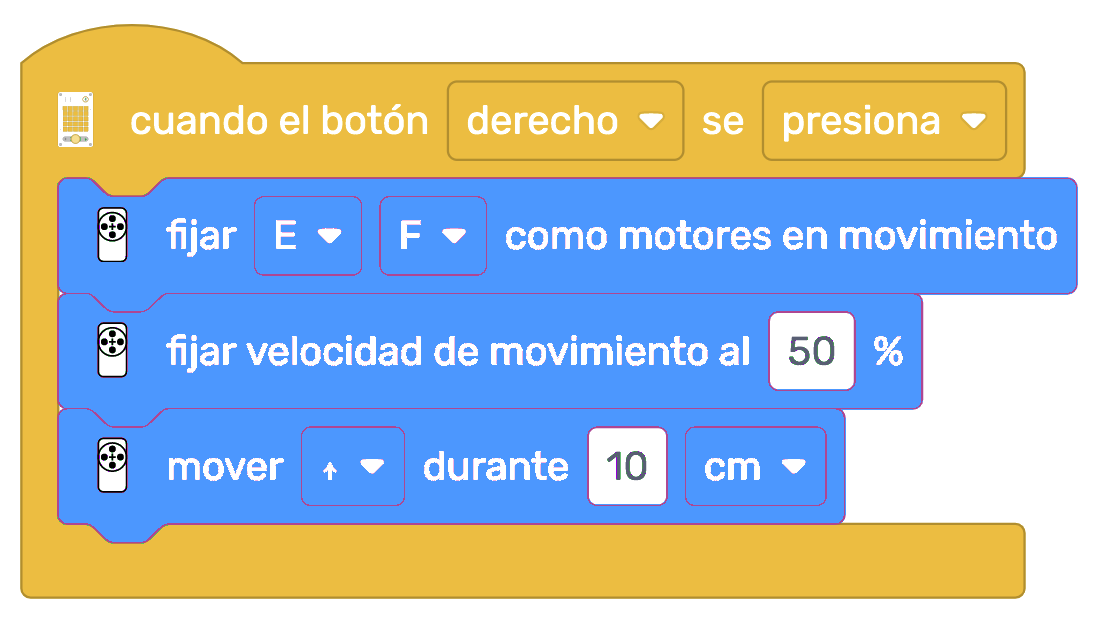 cuando el botón derecho se presiona
fijar E F como motores en movimiento
fijar velocidad de movimiento al 50 %
mover ↑ durante 10 cm